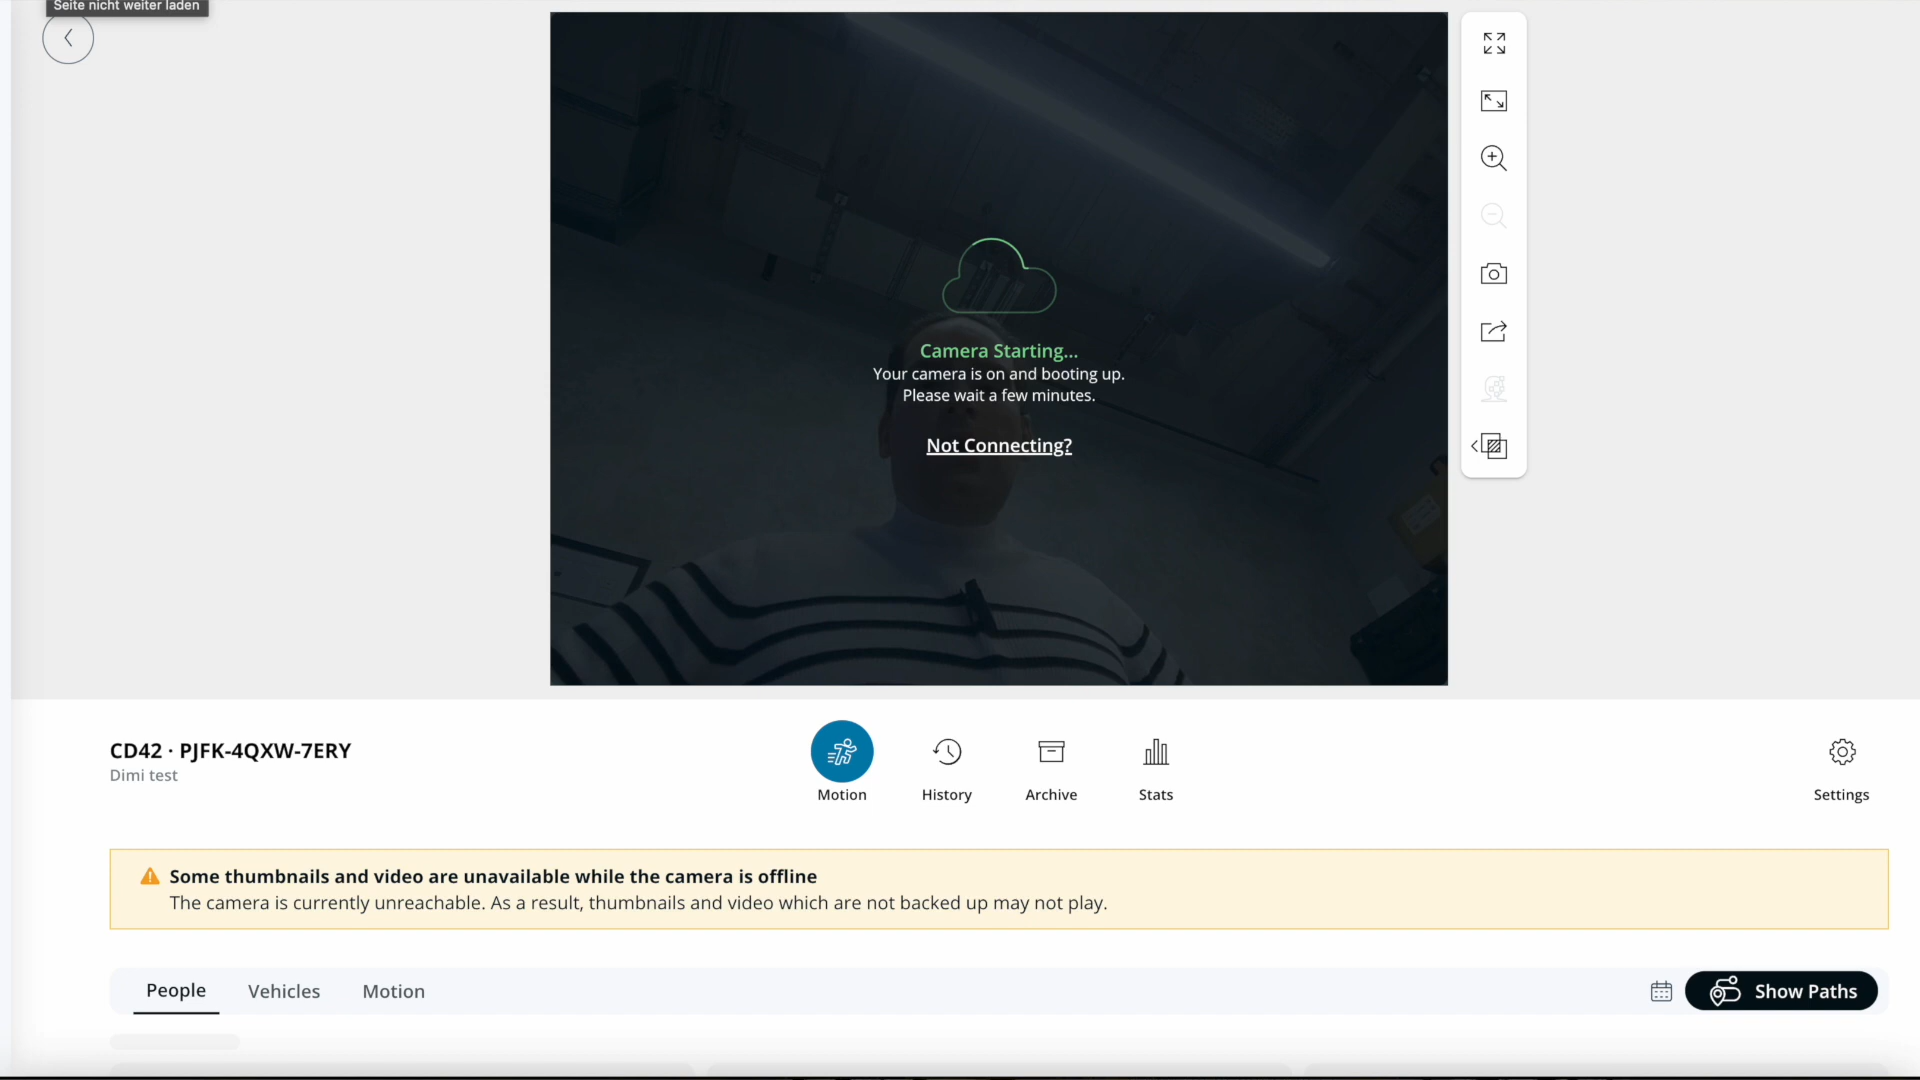 Seite nicht weiter laden
Camera Starting...
Your camera is on and booting up.
Please wait a few minutes.
Not Connecting?
CD42 · PJFK-4QXW-7ERY
Dimi test
Motion
History
Archive
Stats
Settings
Some thumbnails and video are unavailable while the camera is offline
The camera is currently unreachable. As a result, thumbnails and video which are not backed up may not play.
People
Vehicles
Motion
Show Paths